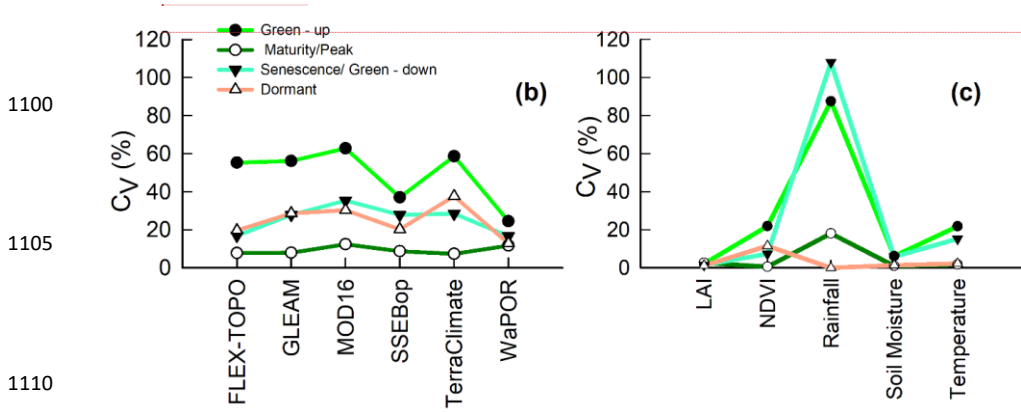 Green - up
Maturity/Peak
Senescence/ Green - down
Dormant
1100
1105
1110
120
100
80
60
40
20
0
CV (%)
(b)
FLEX-TOPO
GLEAM
MOD16
SSEBop
TerraClimate
WaPOR
120
100
80
60
40
20
0
CV (%)
(c)
LAI
NDVI
Rainfall
Soil Moisture
Temperature